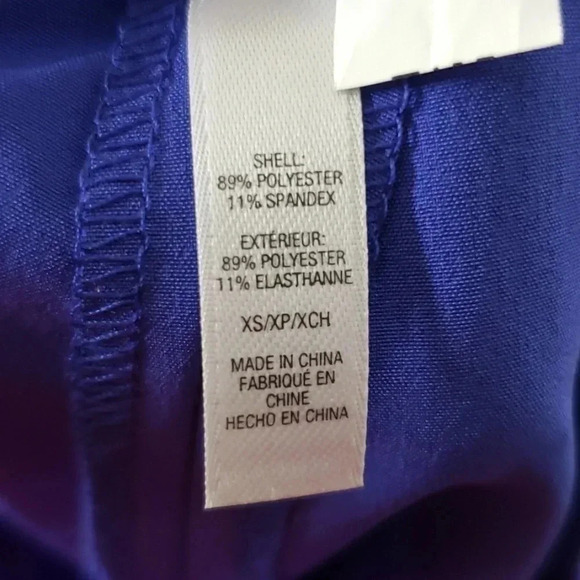 SHELL:
89% POLYESTER
11% SPANDEX
EXTÉRIEUR:
89% POLYESTER
11% ELASTHANNE
XS/XP/XCH
MADE IN CHINA
FABRIQUÉ EN
CHINE
HECHO EN CHINA